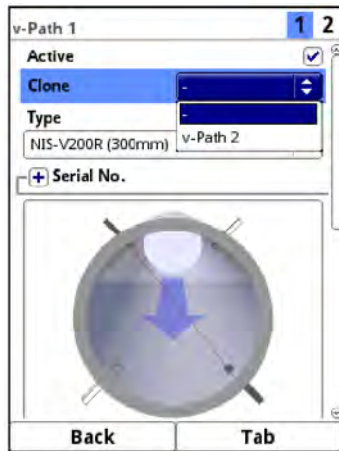 v-Path 1 1 2
Active
Clone -
-
v-Path 2
Type
NIS-V200R (300mm)
+ Serial No.
Back Tab